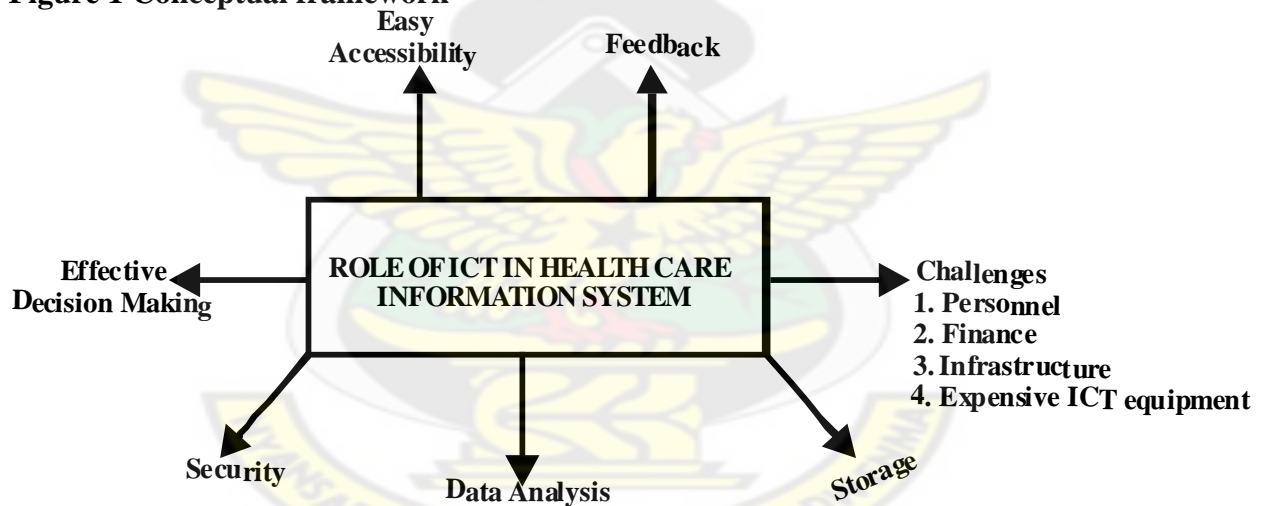 Figure 1 Conceptual framework
Easy
Accessibility
Feedback
Effective
Decision Making
ROLE OF ICT IN HEALTH CARE
INFORMATION SYSTEM
Challenges
1. Personnel
2. Finance
3. Infrastructure
4. Expensive ICT equipment
Security
Data Analysis
Storage